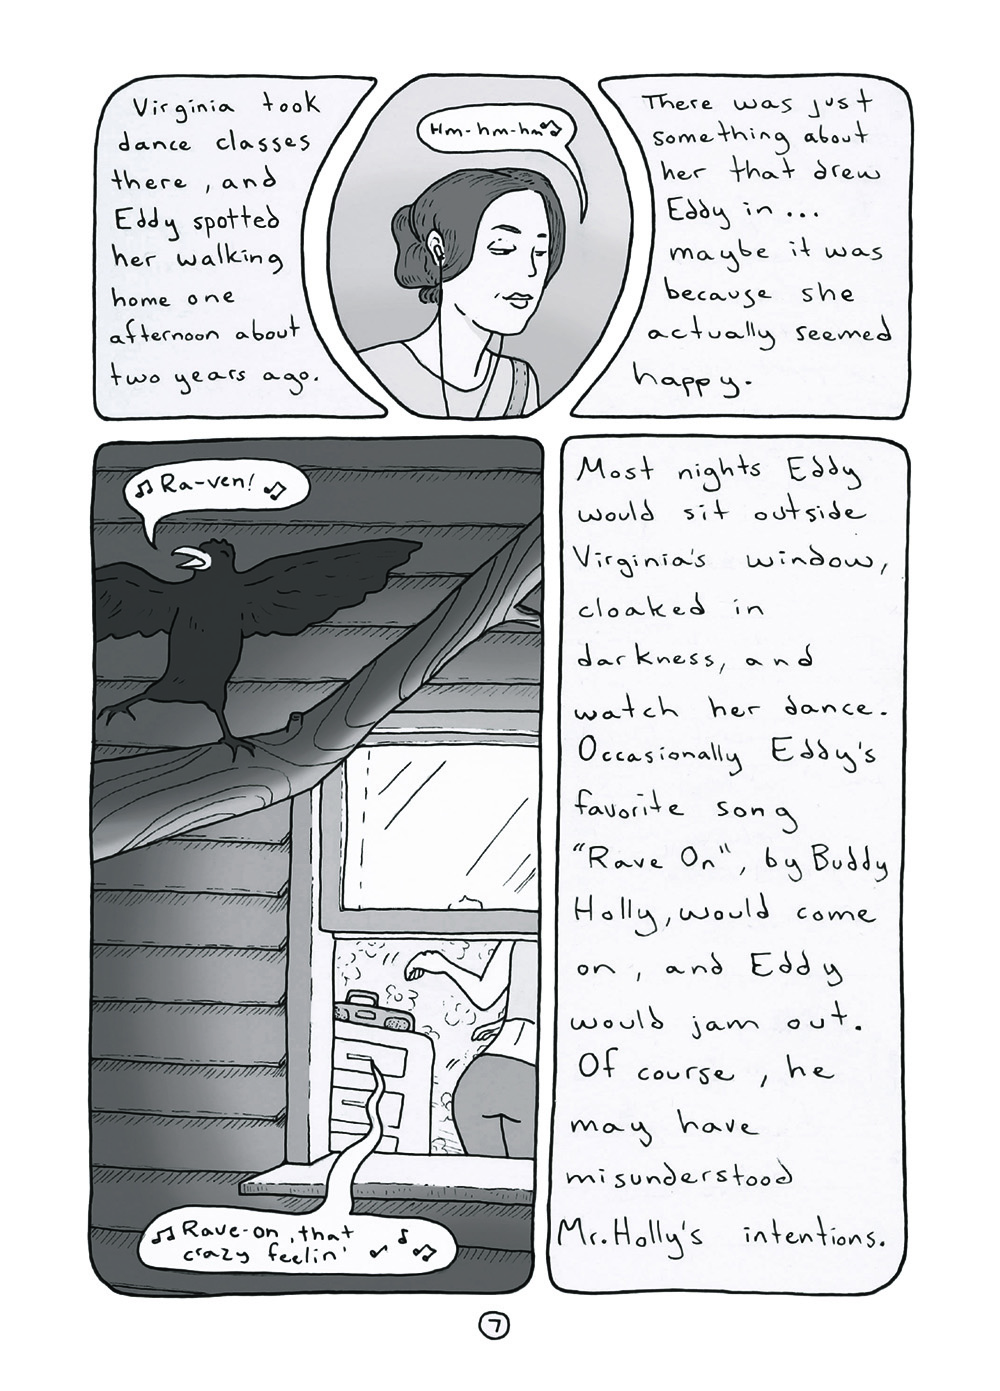 Virginia took
dance classes
there, and
Eddy spotted
her walking
home one
afternoon about
two years ago.
Hm-hm-hm
There was just
something about
her that drew
Eddy in...
maybe it was
because she
actually seemed
happy.
Ra-ven!
Rave-on, that
crazy feelin'
Most nights Eddy
would sit outside
Virginia's window,
cloaked in
darkness, and
watch her dance.
Occasionally Eddy's
favorite song
"Rave On", by Buddy
Holly, would come
on, and Eddy
would jam out.
Of course, he
may have
misunderstood
Mr. Holly's intentions.
7